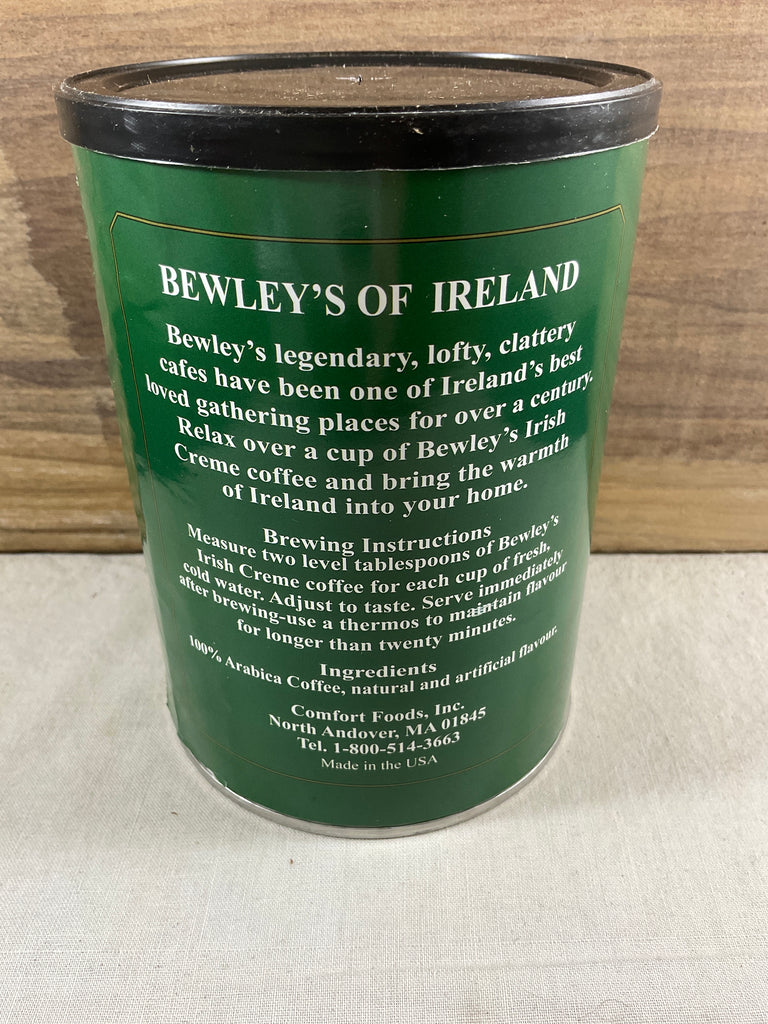 BEWLEY'S OF IRELAND
Bewley's legendary, lofty, clattery
cafes have been one of Ireland's best
loved gathering places for over a century.
Relax over a cup of Bewley's Irish
Creme coffee and bring the warmth
of Ireland into your home.
Brewing Instructions
Measure two level tablespoons of Bewley's
Irish Creme coffee for each cup of fresh,
cold water. Adjust to taste. Serve immediately
after brewing-use a thermos to maintain flavour
for longer than twenty minutes.
Ingredients
100% Arabica Coffee, natural and artificial flavour.
Comfort Foods, Inc.
North Andover, MA 01845
Tel. 1-800-514-3663
Made in the USA